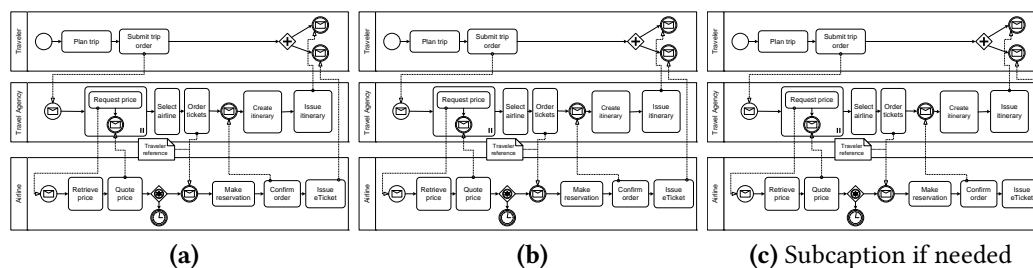 Traveler
Plan trip
Submit trip
order
Travel Agency
Request price
Select
airline
Order
tickets
Create
itinerary
Issue
itinerary
Traveler
reference
Airline
Retrieve
price
Quote
price
Make
reservation
Confirm
order
Issue
eTicket
(a)
Traveler
Plan trip
Submit trip
order
Travel Agency
Request price
Select
airline
Order
tickets
Create
itinerary
Issue
itinerary
Traveler
reference
Airline
Retrieve
price
Quote
price
Make
reservation
Confirm
order
Issue
eTicket
(b)
Traveler
Plan trip
Submit trip
order
Travel Agency
Request price
Select
airline
Order
tickets
Create
itinerary
Issue
itinerary
Traveler
reference
Airline
Retrieve
price
Quote
price
Make
reservation
Confirm
order
Issue
eTicket
(c) Subcaption if needed